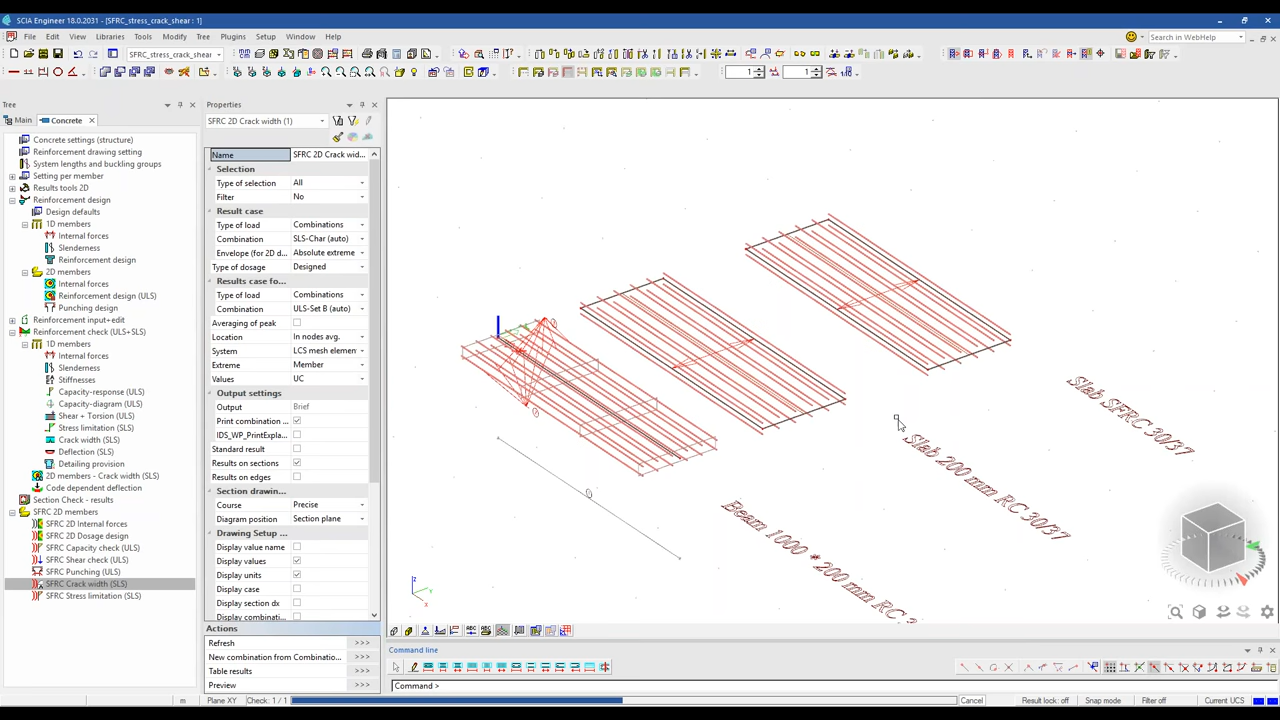 SCIA Engineer 18.0.2031 - [SFRC_stress_crack_shear : 1]
File Edit View Libraries Tools Modify Tree Plugins Setup Window Help
Search in WebHelp
SFRC_stress_crack_shear
1
1
Tree
Main
Concrete
Concrete settings (structure)
Reinforcement drawing setting
System lengths and buckling groups
Setting per member
Results tools 2D
Reinforcement design
Design defaults
1D members
Internal forces
Slenderness
Reinforcement design
2D members
Internal forces
Reinforcement design (ULS)
Punching design
Reinforcement input+edit
Reinforcement check (ULS+SLS)
1D members
Internal forces
Slenderness
Stiffnesses
Capacity-response (ULS)
Capacity-diagram (ULS)
Shear + Torsion (ULS)
Stress limitation (SLS)
Crack width (SLS)
Deflection (SLS)
Detailing provision
2D members - Crack width (SLS)
Code dependent deflection
Section Check - results
SFRC 2D members
SFRC 2D Internal forces
SFRC 2D Dosage design
SFRC Capacity check (ULS)
SFRC Shear check (ULS)
SFRC Punching (ULS)
SFRC Crack width (SLS)
SFRC Stress limitation (SLS)
Properties
SFRC 2D Crack width (1)
Name SFRC 2D Crack wid...
Selection
Type of selection All
Filter No
Result case
Type of load Combinations
Combination SLS-Char (auto)
Envelope (for 2D d... Absolute extreme
Type of dosage Designed
Results case fo...
Type of load Combinations
Combination ULS-Set B (auto)
Averaging of peak
Location In nodes avg.
System LCS mesh elemen
Extreme Member
Values UC
Output settings
Output Brief
Print combination ...
IDS_WP_PrintExpla...
Standard result
Results on sections
Results on edges
Section drawin...
Course Precise
Diagram position Section plane
Drawing Setup ...
Display value name
Display values
Display units
Display case
Display section dx
Display combinati...
Actions
Refresh >>>
New combination from Combinatio... >>>
Table results >>>
Preview >>>
Slab SFRC 30/37
Slab 200 mm RC 30/37
Beam 1000 * 200 mm RC
Command line
Command >
m
Plane XY
Check: 1 / 1
Cancel
Result lock: off
Snap mode
Filter off
Current UCS